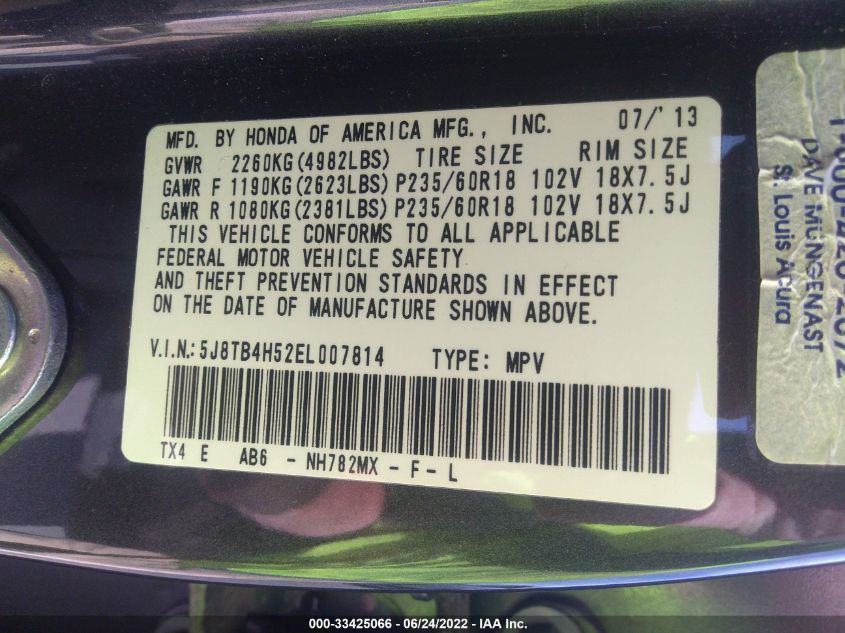 MFD. BY HONDA OF AMERICA MFG., INC. 07/'13
GVWR 2260KG(4982LBS) TIRE SIZE RIM SIZE
GAWR F 1190KG(2623LBS) P235/60R18 102V 18X7.5J
GAWR R 1080KG(2381LBS) P235/60R18 102V 18X7.5J
THIS VEHICLE CONFORMS TO ALL APPLICABLE
FEDERAL MOTOR VEHICLE SAFETY
AND THEFT PREVENTION STANDARDS IN EFFECT
ON THE DATE OF MANUFACTURE SHOWN ABOVE.
V.I.N.: 5J8TB4H52EL007814 TYPE: MPV
TX4 E AB6 - NH782MX - F - L
DAVE MUNGENAST
St. Louis Acura
000-33425066 - 06/24/2022 - IAA Inc.